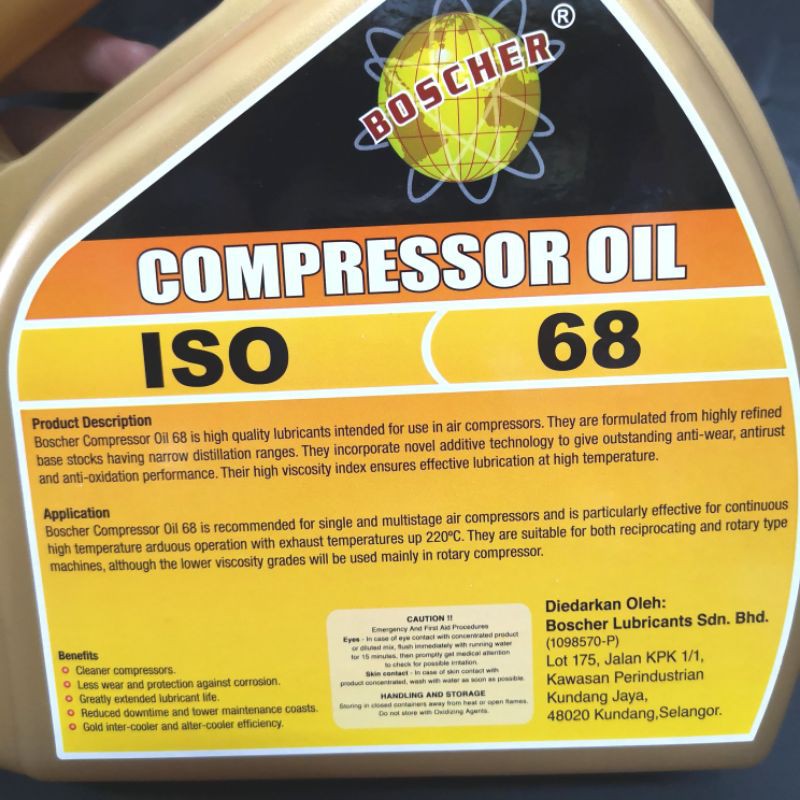 BOSCHER ®
COMPRESSOR OIL
ISO 68
Product Description
Boscher Compressor Oil 68 is high quality lubricants intended for use in air compressors. They are formulated from highly refined
base stocks having narrow distillation ranges. They incorporate novel additive technology to give outstanding anti-wear, antirust
and anti-oxidation performance. Their high viscosity index ensures effective lubrication at high temperature.
Application
Boscher Compressor Oil 68 is recommended for single and multistage air compressors and is particularly effective for continuous
high temperature arduous operation with exhaust temperatures up 220ºC. They are suitable for both reciprocating and rotary type
machines, although the lower viscosity grades will be used mainly in rotary compressor.
Benefits
Cleaner compressors.
Less wear and protection against corrosion.
Greatly extended lubricant life.
Reduced downtime and tower maintenance coasts.
Gold inter-cooler and alter-cooler efficiency.
CAUTION !!
Emergency And First Aid Procedures
Eyes - In case of eye contact with concentrated product
or diluted mix, flush immediately with running water
for 15 minutes, then promptly get medical attention
to check for possible irritation.
Skin contact - In case of skin contact with
product concentrated, wash with water as soon as possible.
HANDLING AND STORAGE
Storing in closed containers away from heat or open flames.
Do not store with Oxidizing Agents.
Diedarkan Oleh:
Boscher Lubricants Sdn. Bhd.
(1098570-P)
Lot 175, Jalan KPK 1/1,
Kawasan Perindustrian
Kundang Jaya,
48020 Kundang,Selangor.